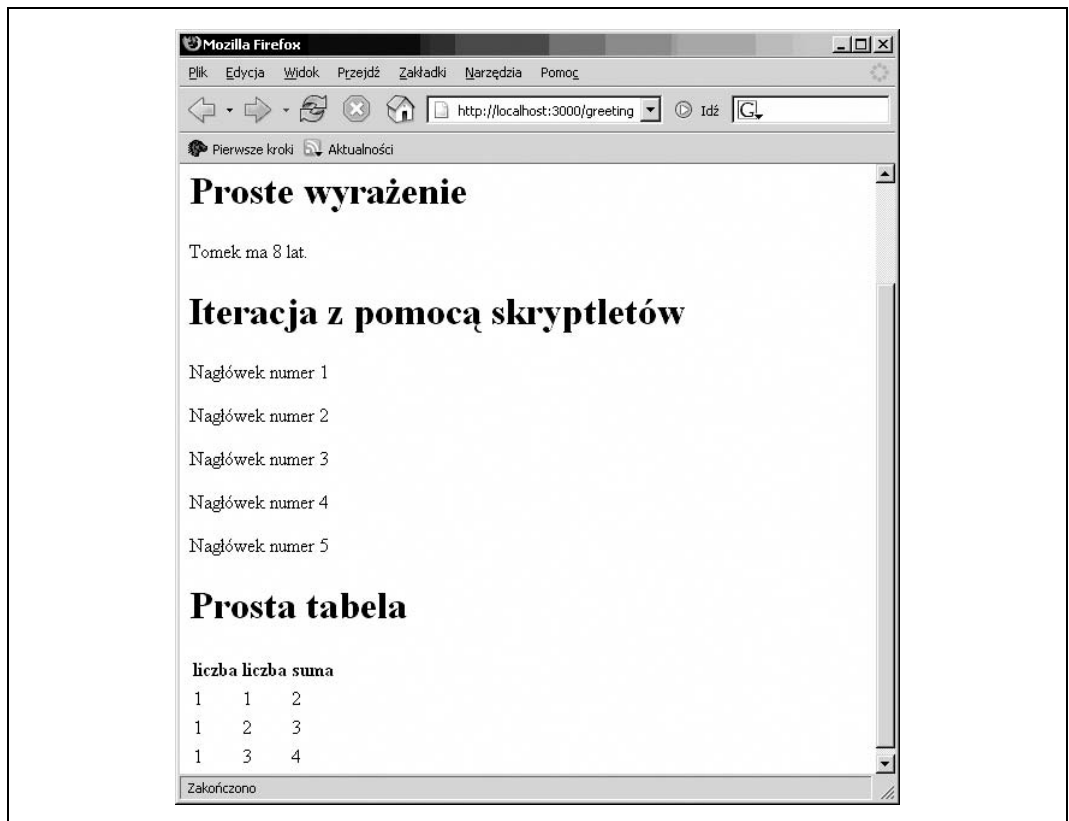 Mozilla Firefox
Plik Edycja Widok Przejdź Zakładki Narzędzia Pomoc
http://localhost:3000/greeting Idź G
Pierwsze kroki Aktualności
Proste wyrażenie
Tomek ma 8 lat.
Iteracja z pomocą skryptletów
Nagłówek numer 1
Nagłówek numer 2
Nagłówek numer 3
Nagłówek numer 4
Nagłówek numer 5
Prosta tabela
liczba liczba suma
1 1 2
1 2 3
1 3 4
Zakończono